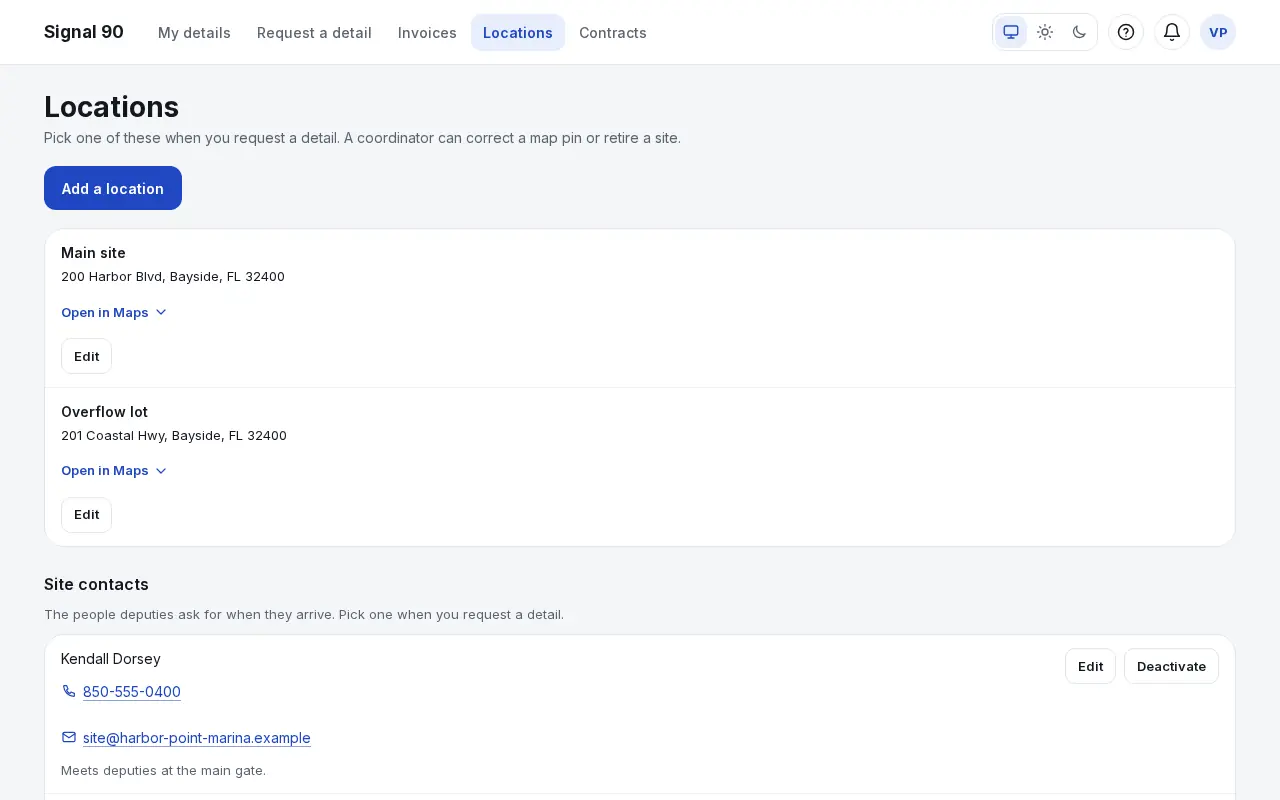 Signal 90
My details
Request a detail
Invoices
Locations
Contracts
VP
Locations
Pick one of these when you request a detail. A coordinator can correct a map pin or retire a site.
Add a location
Main site
200 Harbor Blvd, Bayside, FL 32400
Open in Maps
Edit
Overflow lot
201 Coastal Hwy, Bayside, FL 32400
Open in Maps
Edit
Site contacts
The people deputies ask for when they arrive. Pick one when you request a detail.
Kendall Dorsey
Edit
Deactivate
850-555-0400
site@harbor-point-marina.example
Meets deputies at the main gate.